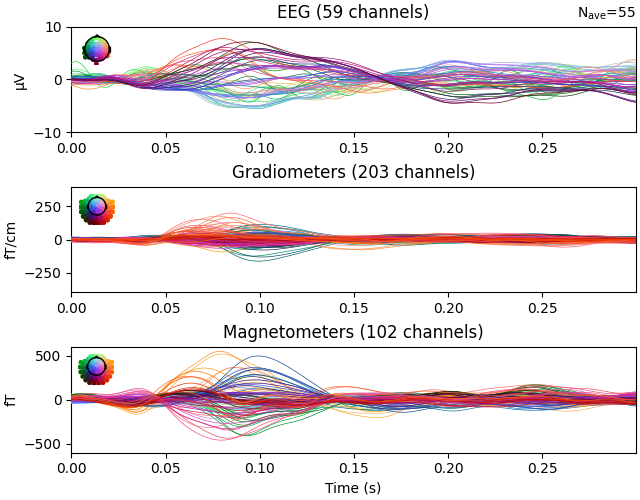 EEG (59 channels)
Nave=55
10
0
−10
µV
0.00 0.05 0.10 0.15 0.20 0.25
Gradiometers (203 channels)
250
0
−250
fT/cm
0.00 0.05 0.10 0.15 0.20 0.25
Magnetometers (102 channels)
500
0
−500
fT
0.00 0.05 0.10 0.15 0.20 0.25
Time (s)